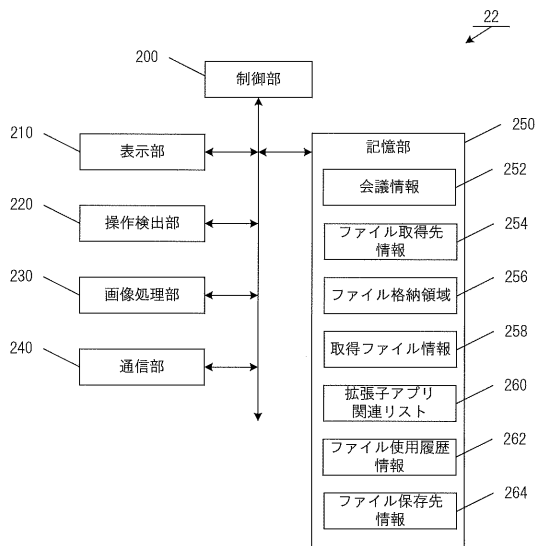 22
200
制御部
210
表示部
220
操作検出部
230
画像処理部
240
通信部
250
記憶部
252
会議情報
254
ファイル取得先
情報
256
ファイル格納領域
258
取得ファイル情報
260
拡張子アプリ
関連リスト
262
ファイル使用履歴
情報
264
ファイル保存先
情報